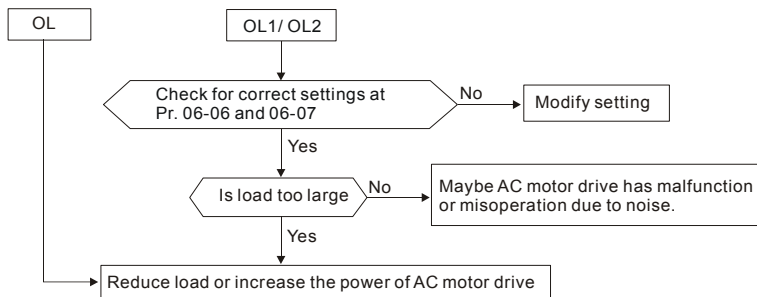 OL
OL1/ OL2
Check for correct settings at
Pr. 06-06 and 06-07
No
Modify setting
Yes
Is load too large
No
Maybe AC motor drive has malfunction
or misoperation due to noise.
Yes
Reduce load or increase the power of AC motor drive